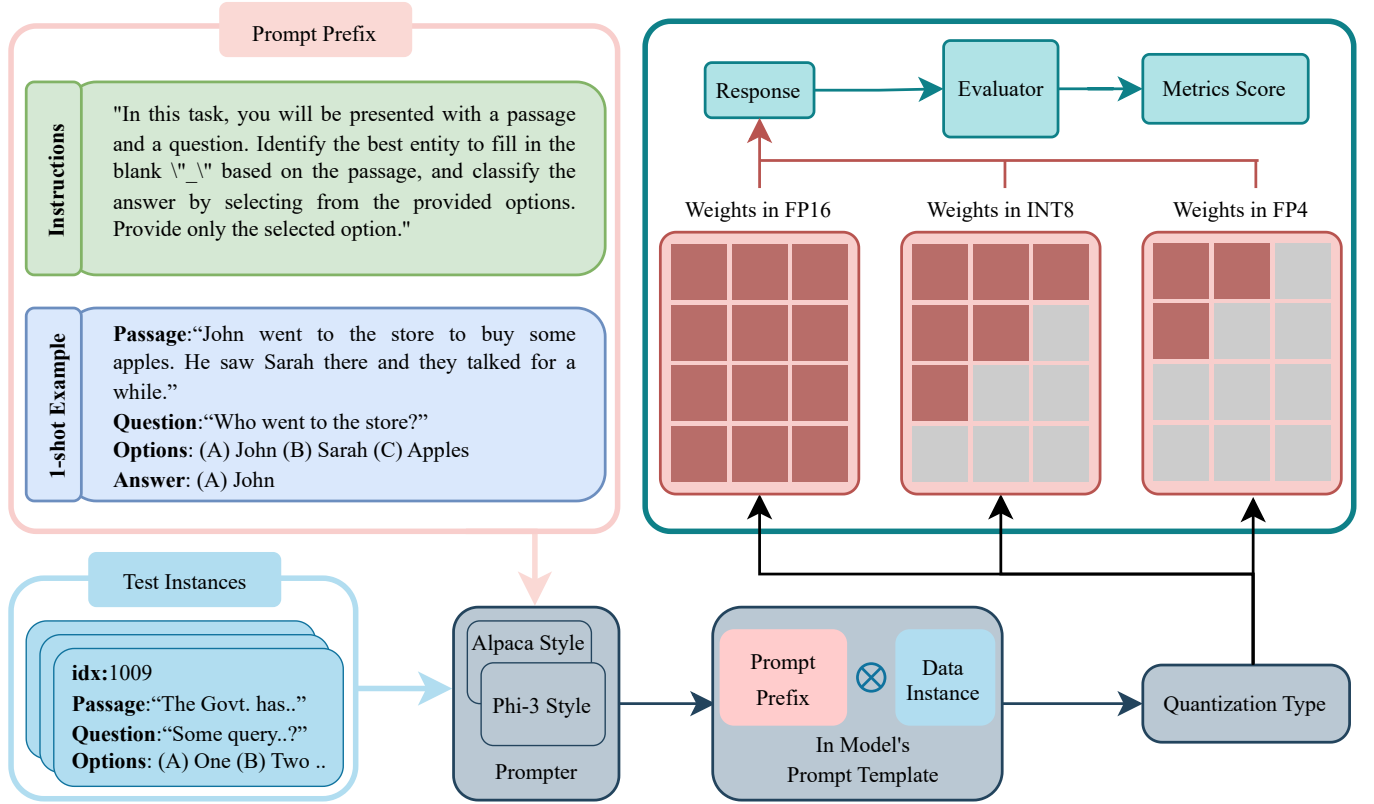 Prompt Prefix
Instructions
"In this task, you will be presented with a passage
and a question. Identify the best entity to fill in the
blank \"_\" based on the passage, and classify the
answer by selecting from the provided options.
Provide only the selected option."
1-shot Example
Passage:“John went to the store to buy some
apples. He saw Sarah there and they talked for a
while.”
Question:“Who went to the store?”
Options: (A) John (B) Sarah (C) Apples
Answer: (A) John
Test Instances
idx:1009
Passage:“The Govt. has..”
Question:“Some query..?”
Options: (A) One (B) Two ..
Alpaca Style
Phi-3 Style
Prompter
Prompt
Prefix
Data
Instance
In Model's
Prompt Template
Quantization Type
Response
Evaluator
Metrics Score
Weights in FP16
Weights in INT8
Weights in FP4